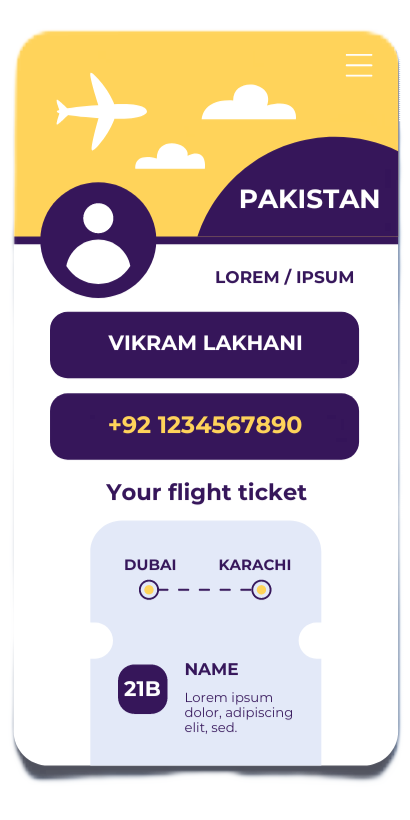 PAKISTAN
LOREM / IPSUM
VIKRAM LAKHANI
+92 1234567890
Your flight ticket
DUBAI KARACHI
21B
NAME
Lorem ipsum
dolor, adipiscing
elit, sed.